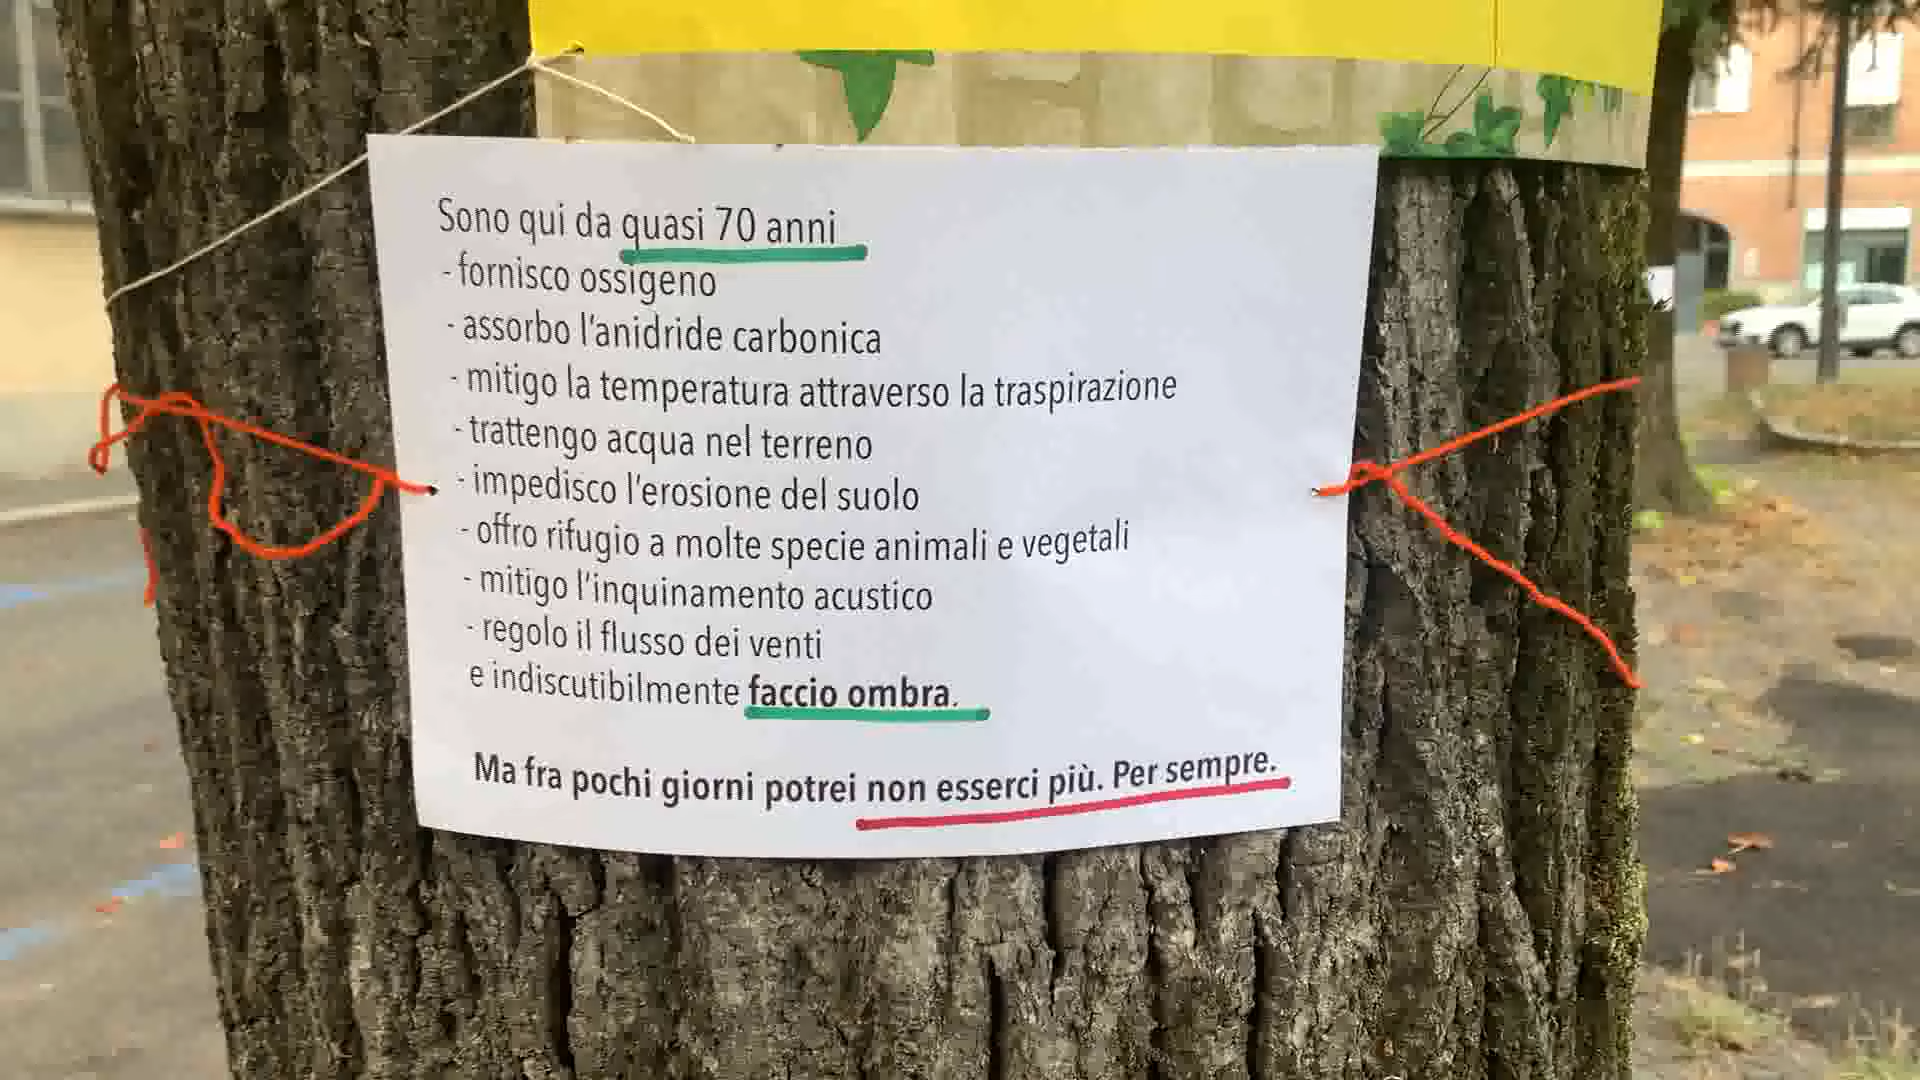 Sono qui da quasi 70 anni
- fornisco ossigeno
- assorbo l'anidride carbonica
- mitigo la temperatura attraverso la traspirazione
- trattengo acqua nel terreno
- impedisco l'erosione del suolo
- offro rifugio a molte specie animali e vegetali
- mitigo l'inquinamento acustico
- regolo il flusso dei venti
e indiscutibilmente faccio ombra.
Ma fra pochi giorni potrei non esserci più. Per sempre.